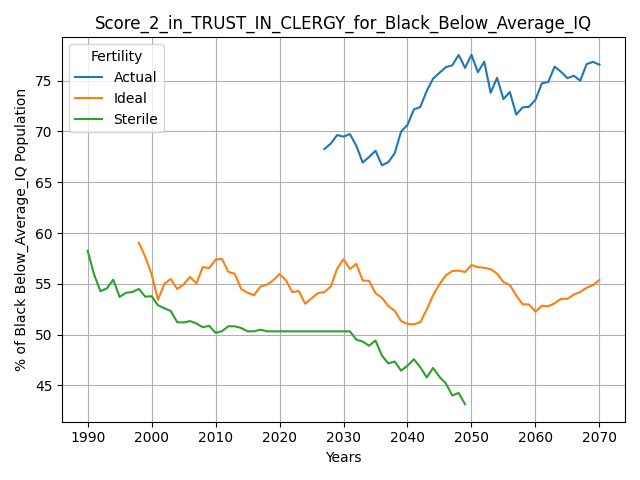 Score_2_in_TRUST_IN_CLERGY_for_Black_Below_Average_IQ
% of Black Below_Average_IQ Population
Fertility
Actual
Ideal
Sterile
75
70
65
60
55
50
45
1990 2000 2010 2020 2030 2040 2050 2060 2070
Years